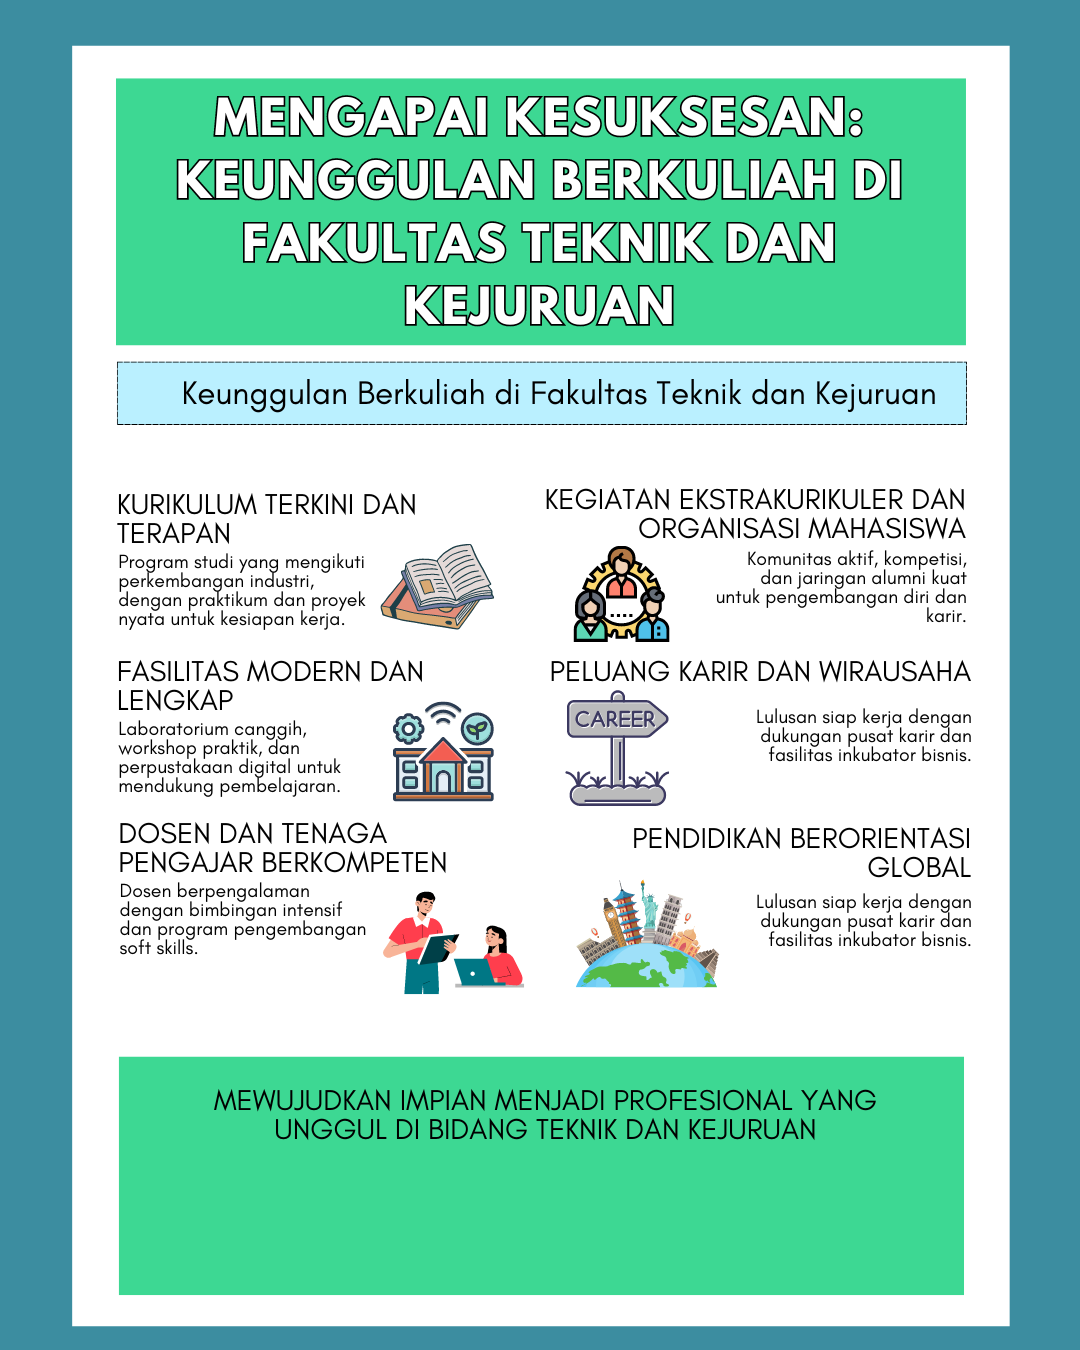 MENGAPAI KESUKSESAN:
KEUNGGULAN BERKULIAH DI
FAKULTAS TEKNIK DAN
KEJURUAN
Keunggulan Berkuliah di Fakultas Teknik dan Kejuruan
KURIKULUM TERKINI DAN
TERAPAN
Program studi yang mengikuti
perkembangan industri,
dengan praktikum dan proyek
nyata untuk kesiapan kerja.
FASILITAS MODERN DAN
LENGKAP
Laboratorium canggih,
workshop praktik, dan
perpustakaan digital untuk
mendukung pembelajaran.
DOSEN DAN TENAGA
PENGAJAR BERKOMPETEN
Dosen berpengalaman
dengan bimbingan intensif
dan program pengembangan
soft skills.
KEGIATAN EKSTRAKURIKULER DAN
ORGANISASI MAHASISWA
Komunitas aktif, kompetisi,
dan jaringan alumni kuat
untuk pengembangan diri dan
karir.
PELUANG KARIR DAN WIRAUSAHA
CAREER
Lulusan siap kerja dengan
dukungan pusat karir dan
fasilitas inkubator bisnis.
PENDIDIKAN BERORIENTASI
GLOBAL
Lulusan siap kerja dengan
dukungan pusat karir dan
fasilitas inkubator bisnis.
MEWUJUDKAN IMPIAN MENJADI PROFESIONAL YANG
UNGGUL DI BIDANG TEKNIK DAN KEJURUAN